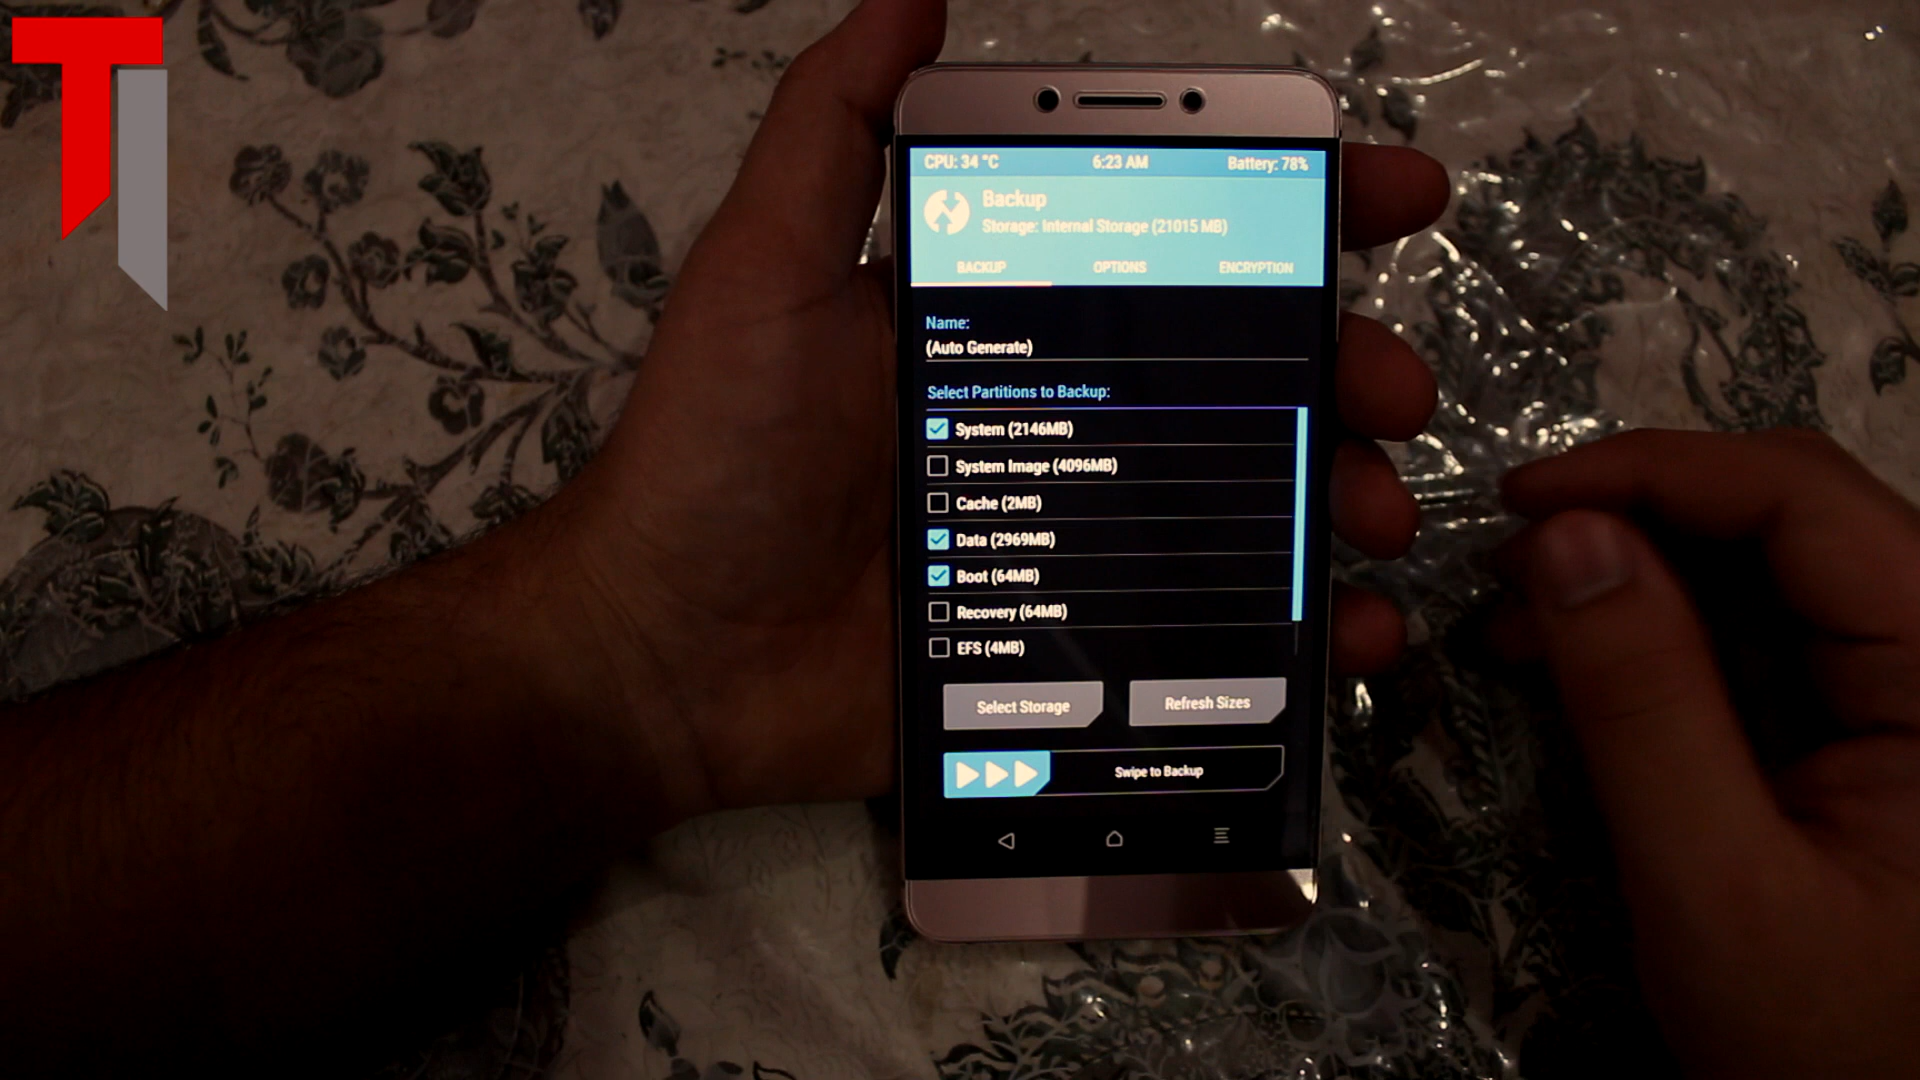 CPU: 34 °C 6:23 AM Battery: 78%
Backup
Storage: Internal Storage (21015 MB)
BACKUP OPTIONS ENCRYPTION
Name:
(Auto Generate)
Select Partitions to Backup:
System (2146MB)
System Image (4096MB)
Cache (2MB)
Data (2969MB)
Boot (64MB)
Recovery (64MB)
EFS (4MB)
Select Storage Refresh Sizes
Swipe to Backup